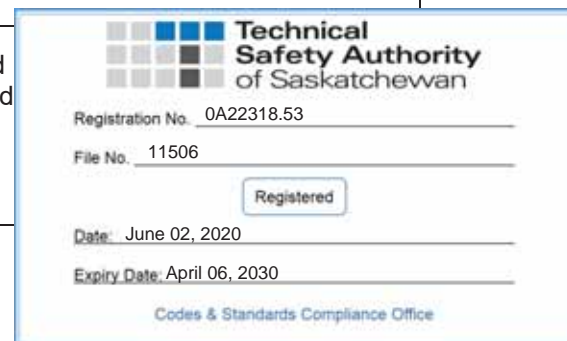 Technical
Safety Authority
of Saskatchewan
d
d
Registration No. 0A22318.53
File No. 11506
Registered
Date: June 02, 2020
Expiry Date: April 06, 2030
Codes & Standards Compliance Office